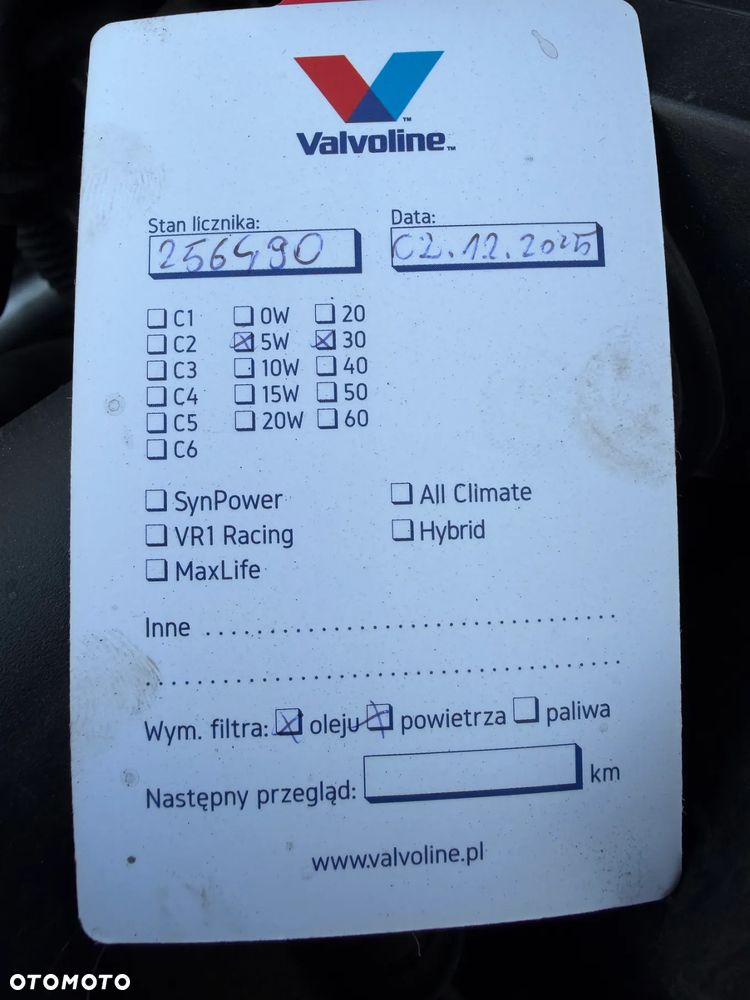 Valvoline™
Stan licznika: Data:
256490 02.12.2025
☐ C1 ☐ 0W ☐ 20
☐ C2 ☒ 5W ☒ 30
☐ C3 ☐ 10W ☐ 40
☐ C4 ☐ 15W ☐ 50
☐ C5 ☐ 20W ☐ 60
☐ C6
☐ SynPower ☐ All Climate
☐ VR1 Racing ☐ Hybrid
☐ MaxLife
Inne ................................
................................
Wym. filtra: ☒ oleju ☒ powietrza ☐ paliwa
Następny przegląd: km
www.valvoline.pl
OTOMOTO